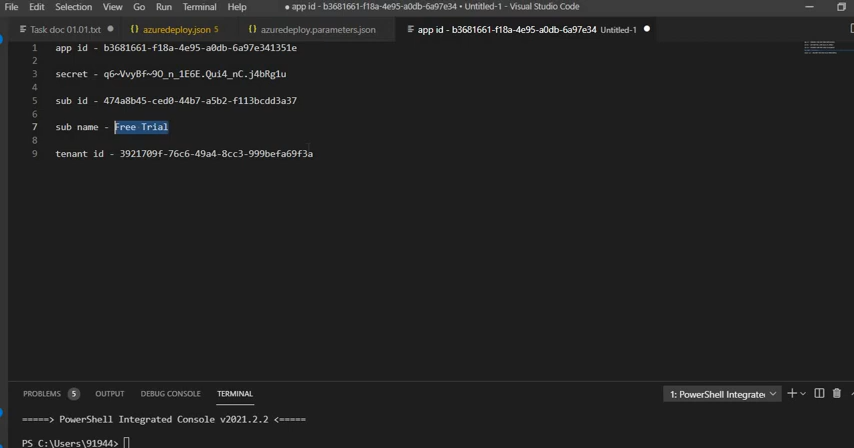 File Edit Selection View Go Run Terminal Help ● app id - b3681661-f18a-4e95-a0db-6a97e34 • Untitled-1 - Visual Studio Code
Task doc 01.01.txt ● {} azuredeploy.json 5 {} azuredeploy.parameters.json app id - b3681661-f18a-4e95-a0db-6a97e34 Untitled-1 ●
1 app id - b3681661-f18a-4e95-a0db-6a97e341351e
2
3 secret - q6~VvyBf~9O_n_1E6E.Qui4_nC.j4bRg1u
4
5 sub id - 474a8b45-ced0-44b7-a5b2-f113bcdd3a37
6
7 sub name - Free Trial
8
9 tenant id - 3921709f-76c6-49a4-8cc3-999befa69f3a
PROBLEMS 5 OUTPUT DEBUG CONSOLE TERMINAL 1: PowerShell Integrate
=====> PowerShell Integrated Console v2021.2.2 <=====
PS C:\Users\91944>